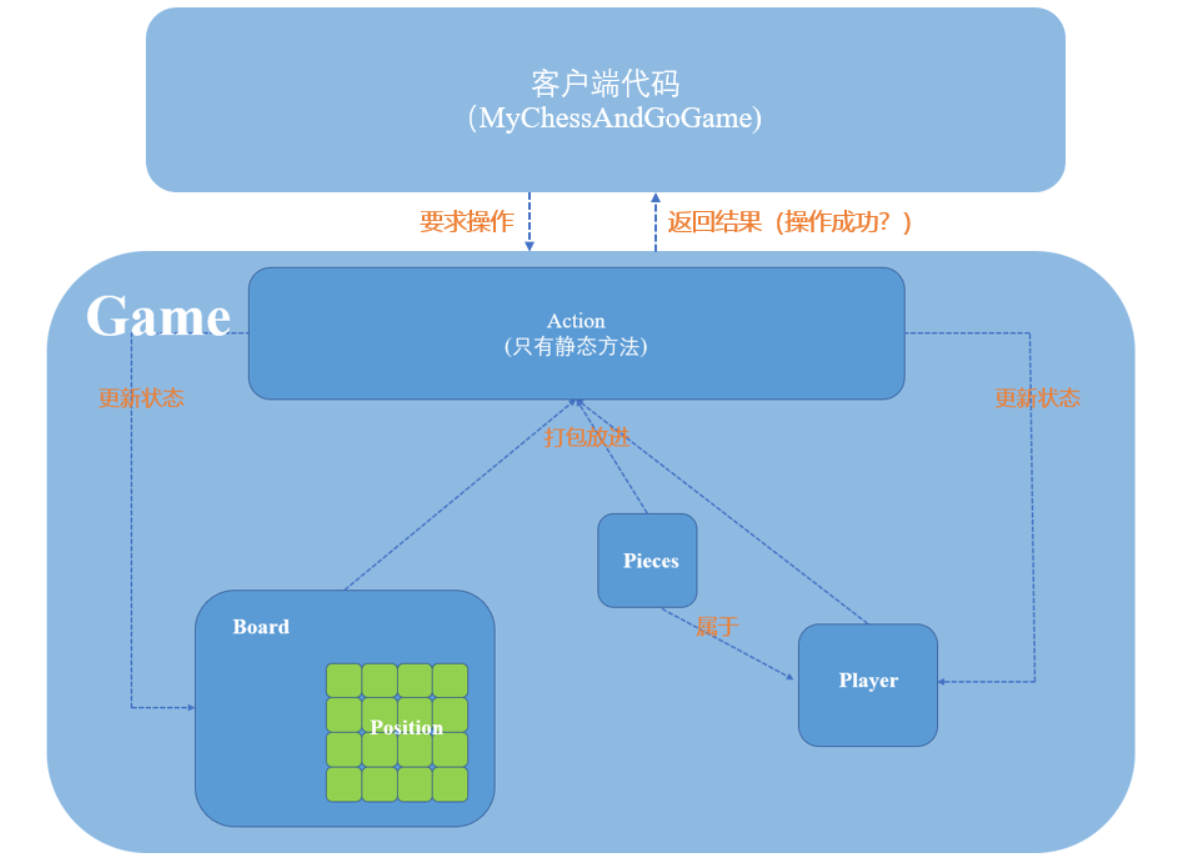 客户端代码
（MyChessAndGoGame)
要求操作
返回结果（操作成功？）
Game
Action
(只有静态方法)
更新状态
更新状态
打包放进
Pieces
属于
Board
Player
Position